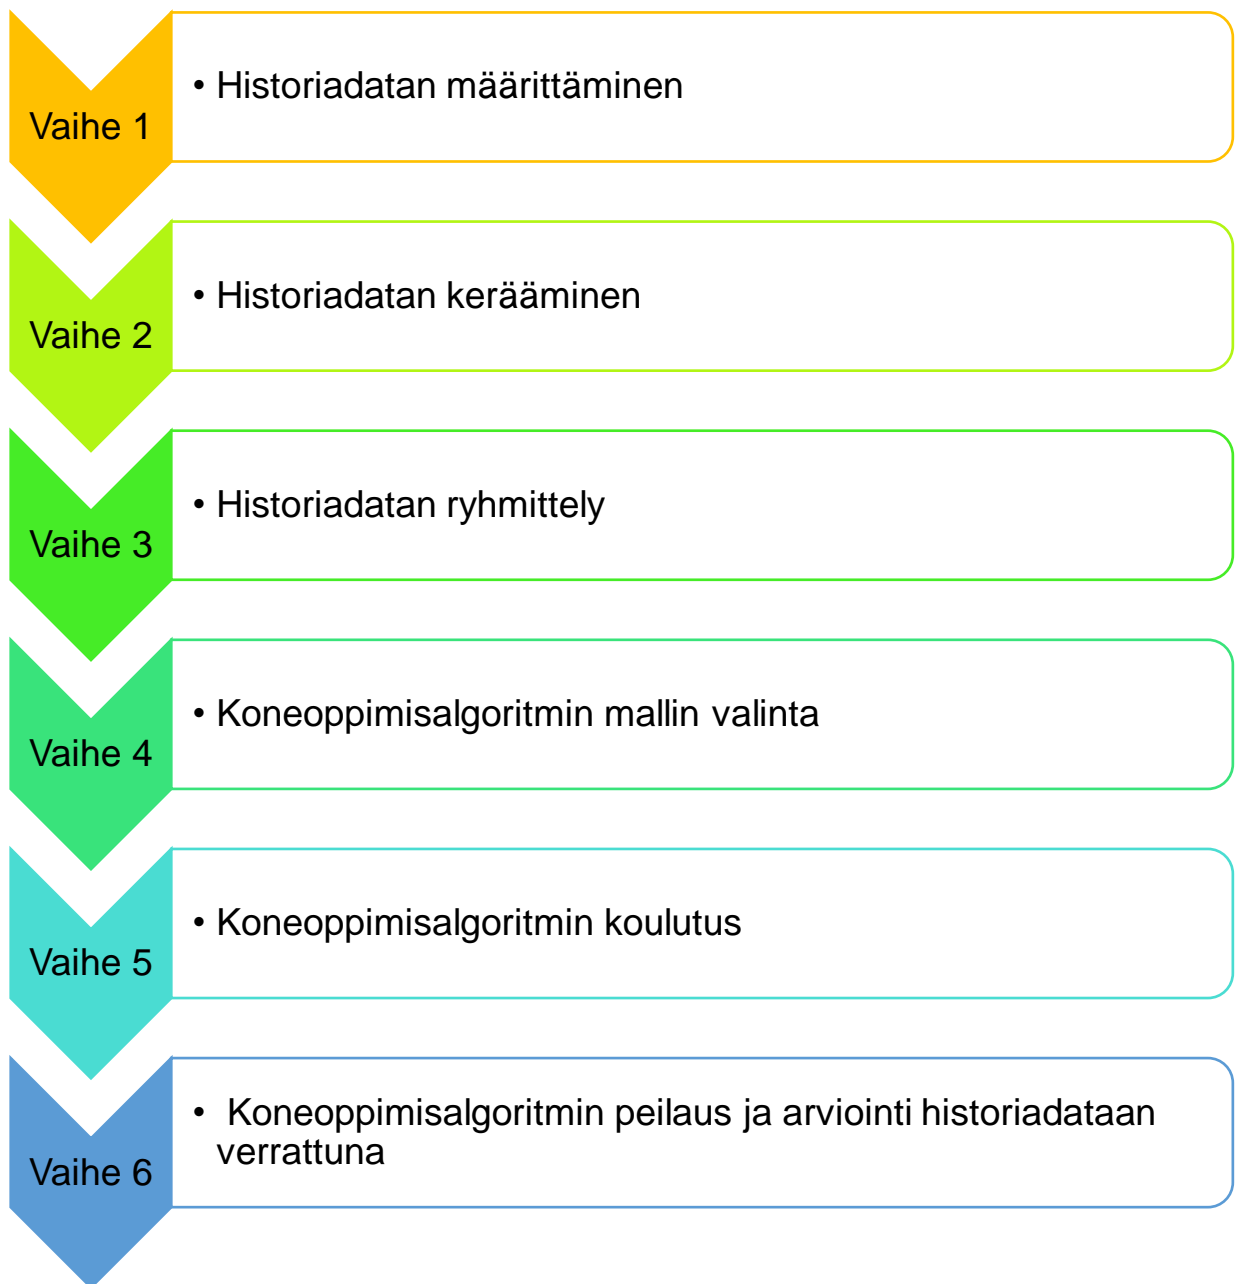 Vaihe 1
• Historiadatan määrittäminen
Vaihe 2
• Historiadatan kerääminen
Vaihe 3
• Historiadatan ryhmittely
Vaihe 4
• Koneoppimisalgoritmin mallin valinta
Vaihe 5
• Koneoppimisalgoritmin koulutus
Vaihe 6
• Koneoppimisalgoritmin peilaus ja arviointi historiadataan
verrattuna